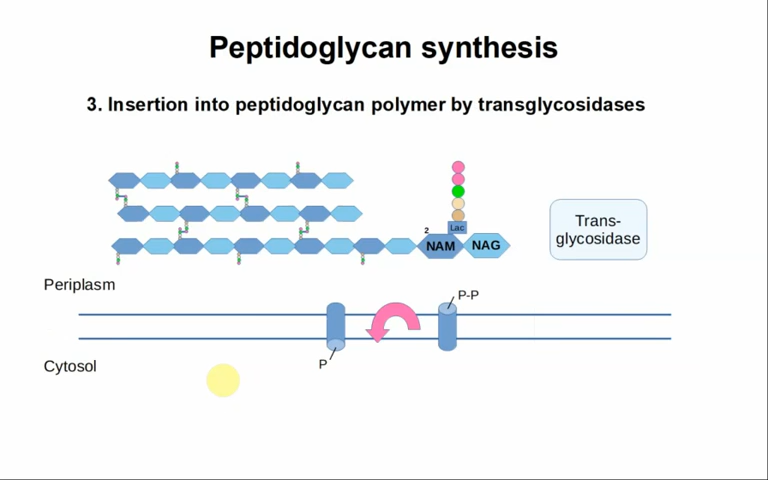 Peptidoglycan synthesis
3. Insertion into peptidoglycan polymer by transglycosidases
Lac
2
NAM
NAG
Trans-
glycosidase
Periplasm
P-P
P
Cytosol